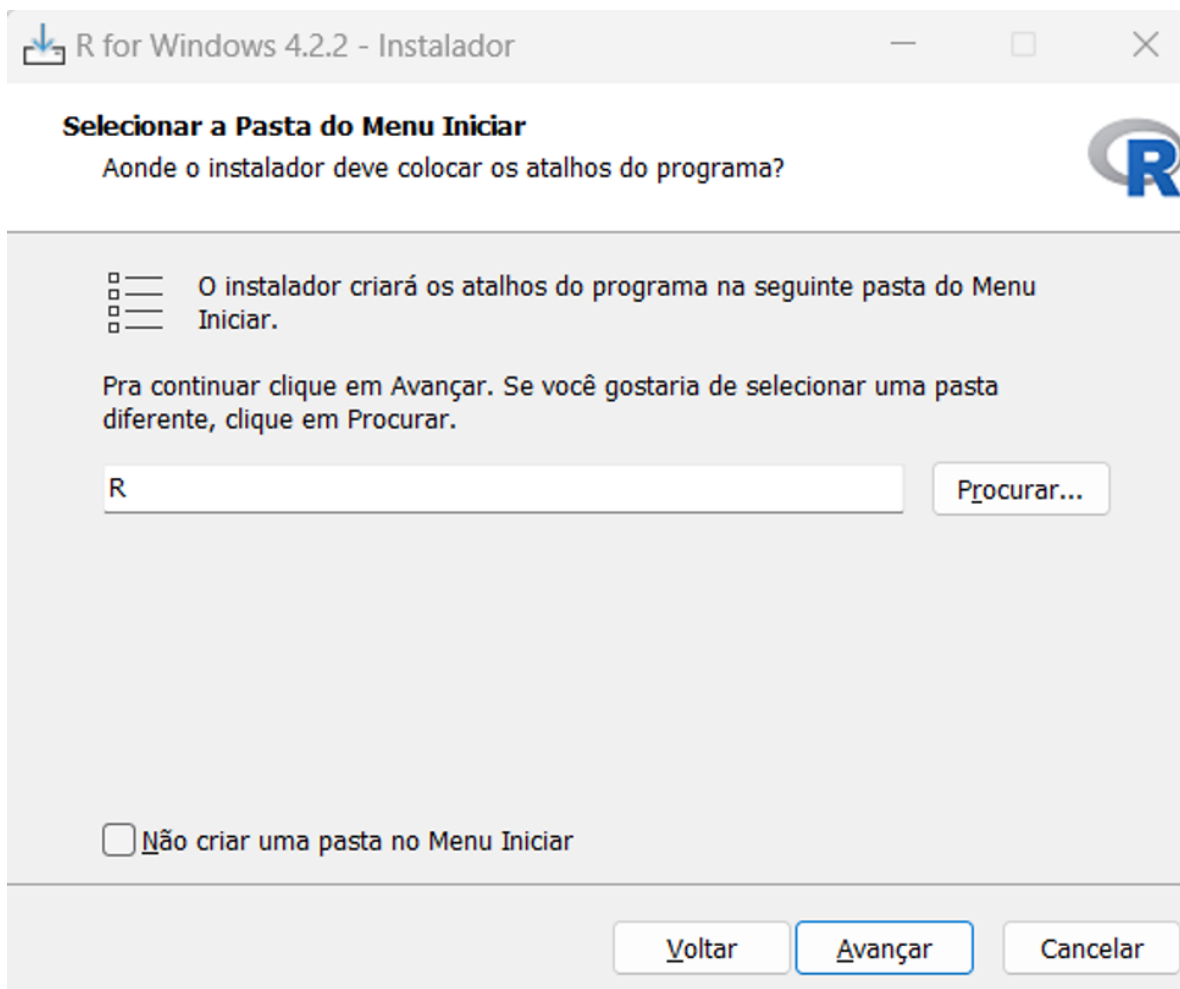 R for Windows 4.2.2 - Instalador
Selecionar a Pasta do Menu Iniciar
Aonde o instalador deve colocar os atalhos do programa?
R
O instalador criará os atalhos do programa na seguinte pasta do Menu
Iniciar.
Pra continuar clique em Avançar. Se você gostaria de selecionar uma pasta
diferente, clique em Procurar.
R
Procurar...
Não criar uma pasta no Menu Iniciar
Voltar
Avançar
Cancelar